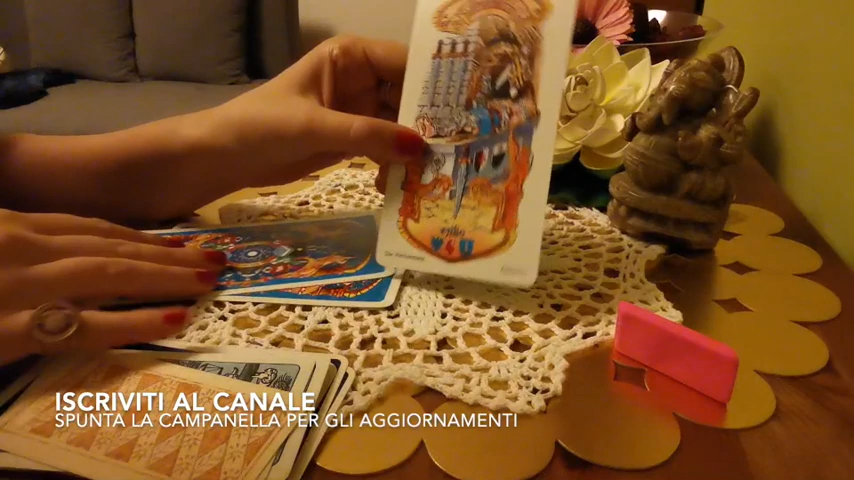 ISCRIVITI AL CANALE
SPUNTA LA CAMPANELLA PER GLI AGGIORNAMENTI